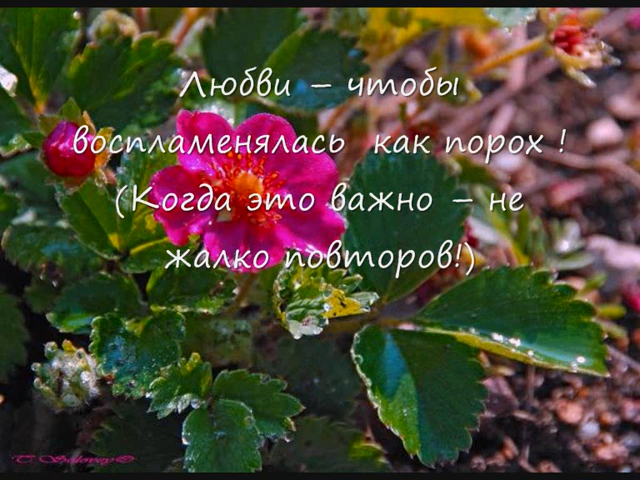 Любви – чтобы
воспламенялась как порох !
(Когда это важно – не
жалко повторов!)